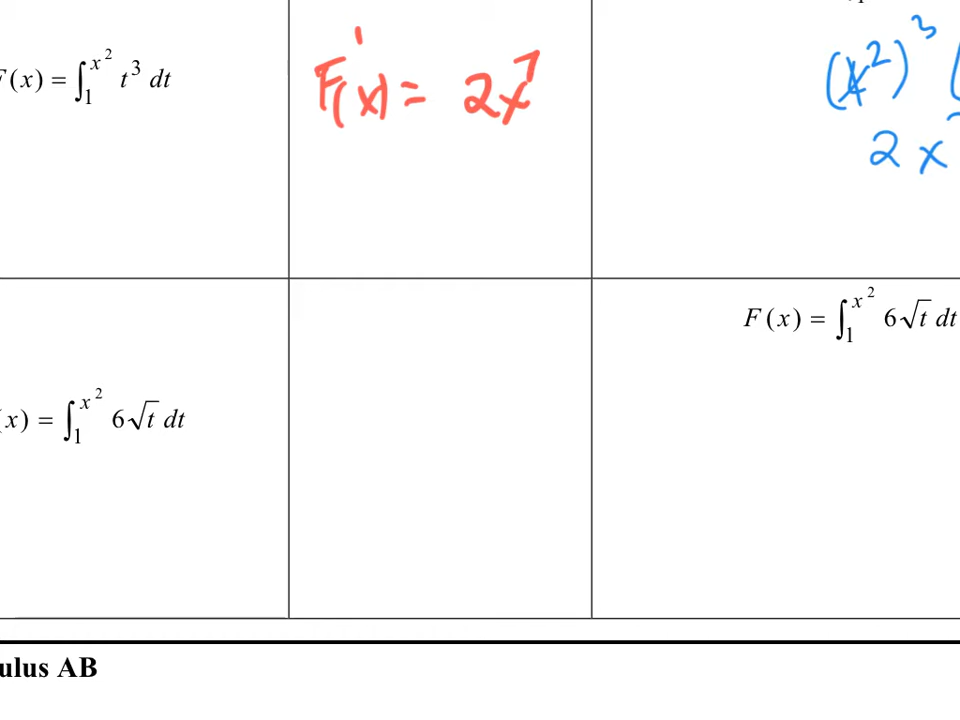 (x) = ∫₁^{x²} t³ dt
F'(x) = 2x⁷
(x²)³ (
2x
F(x) = ∫₁^{x²} 6√t dt
(x) = ∫₁^{x²} 6√t dt
ulus AB